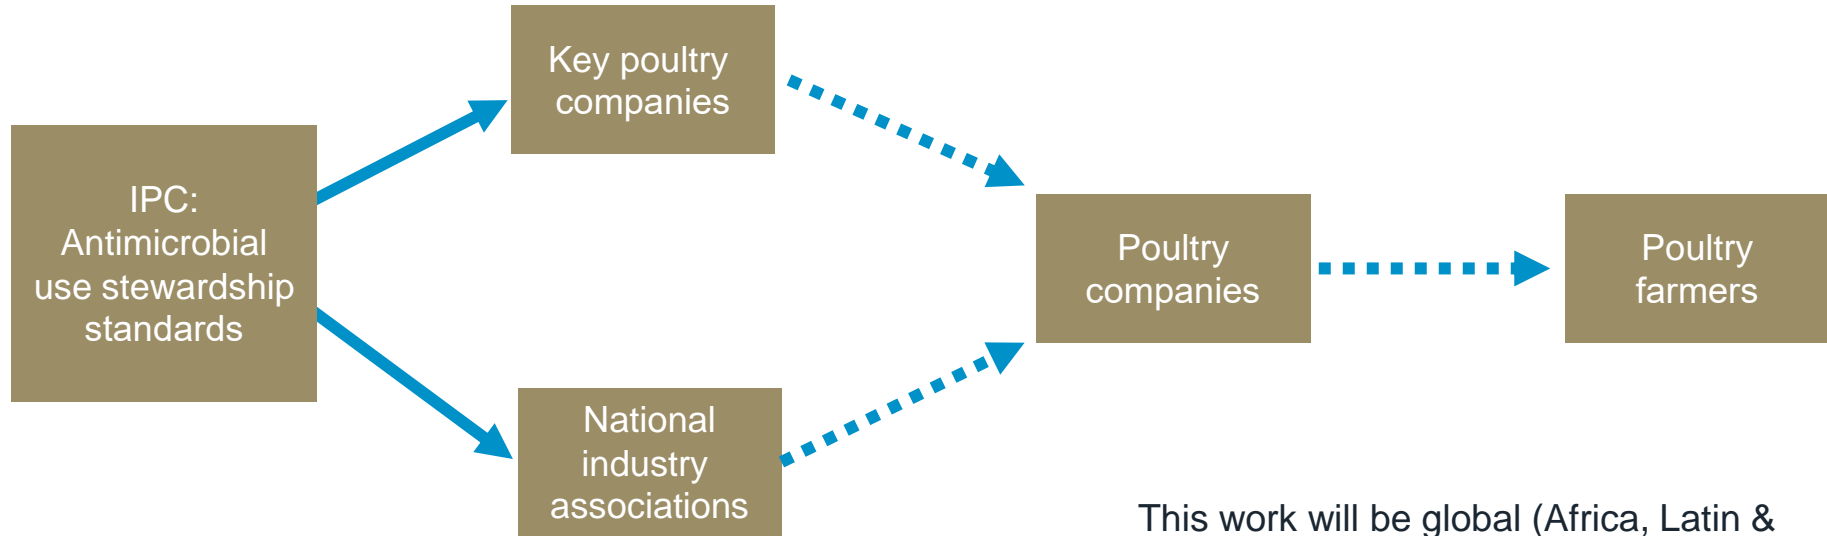 Key poultry
companies
IPC:
Antimicrobial
use stewardship
standards
Poultry
companies
Poultry
farmers
National
industry
associations
This work will be global (Africa, Latin &